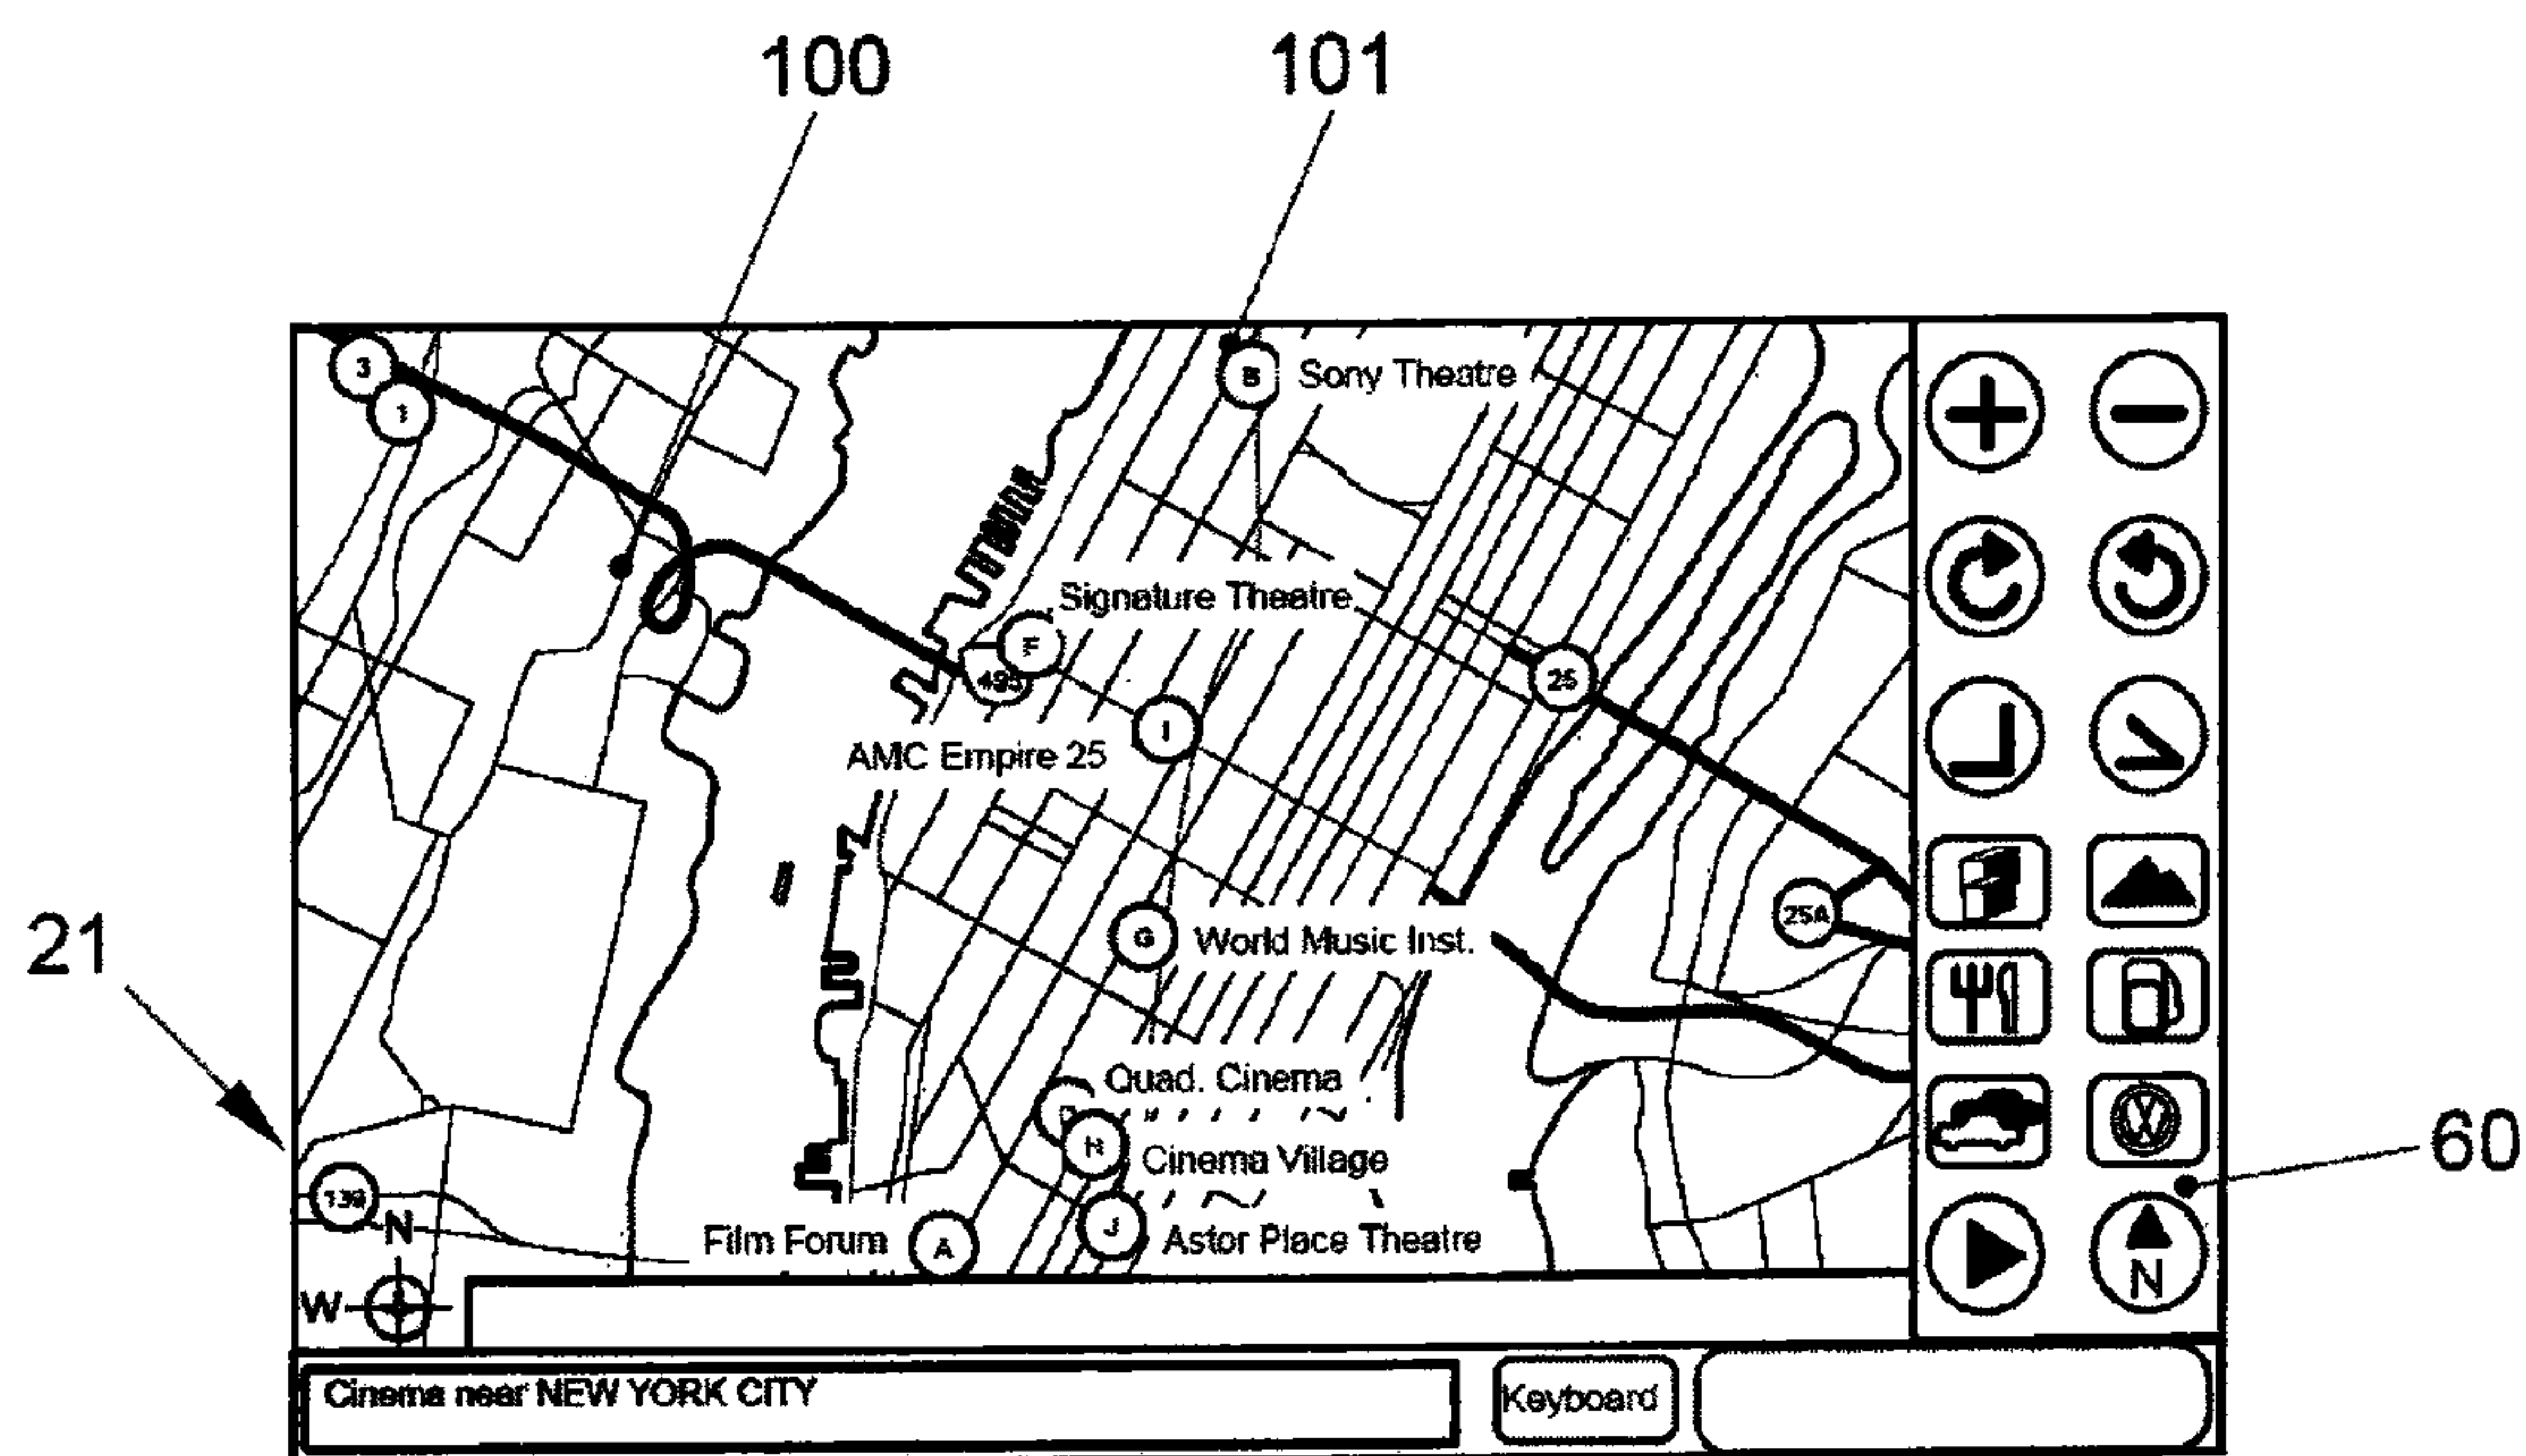 100
101
3
1
B Sony Theatre
Signature Theatre
F
495
25
I
AMC Empire 25
25A
21
G World Music Inst.
Quad. Cinema
H
Cinema Village
60
139
N
J
Film Forum A
Astor Place Theatre
N
W
Cinema near NEW YORK CITY
Keyboard